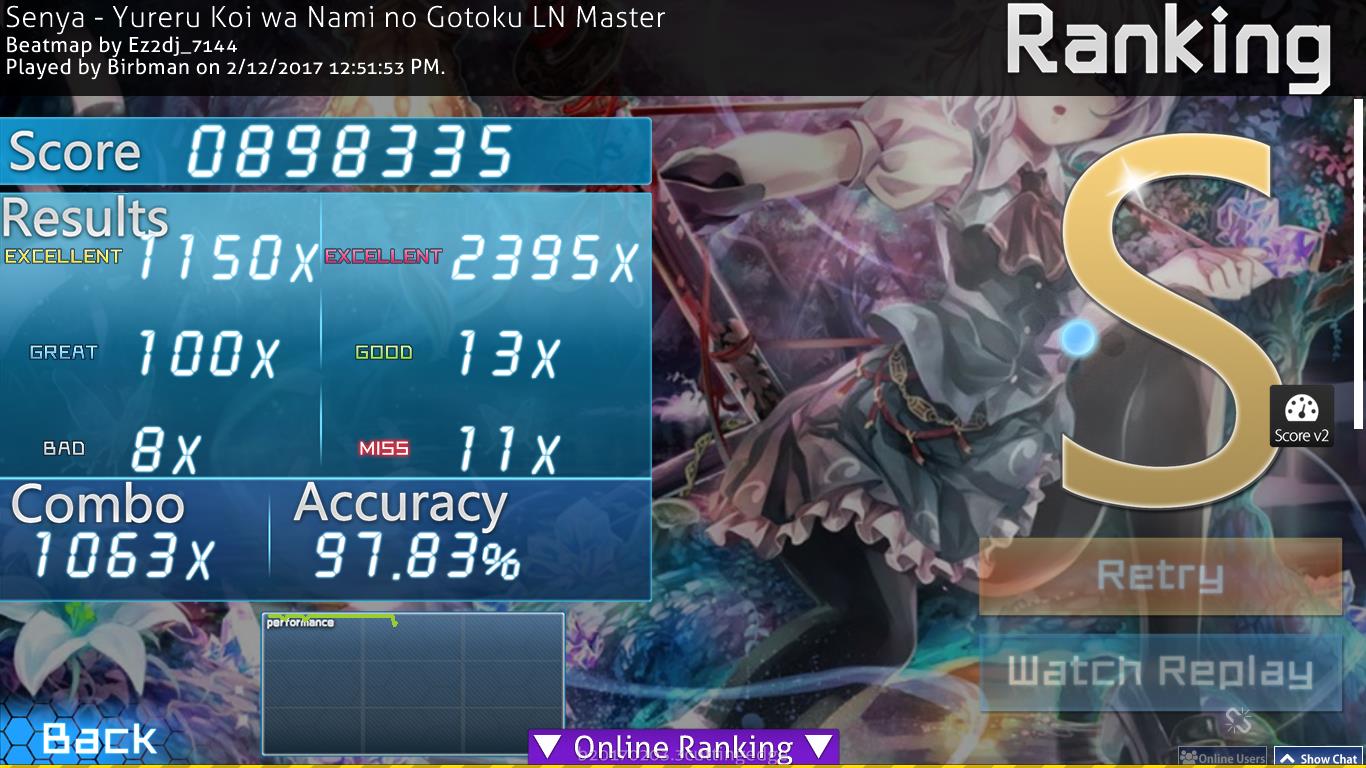 Senya - Yureru Koi wa Nami no Gotoku LN Master
Beatmap by Ez2dj_7144
Played by Birbman on 2/12/2017 12:51:53 PM.
Ranking
Score 0898335
Results
EXCELLENT 1150x EXCELLENT 2395x
GREAT 100x GOOD 13x
BAD 8x MISS 11x
Combo Accuracy
1063x 97.83%
S
Score v2
Retry
Watch Replay
performance
Back
Online Ranking
Online Users Show Chat